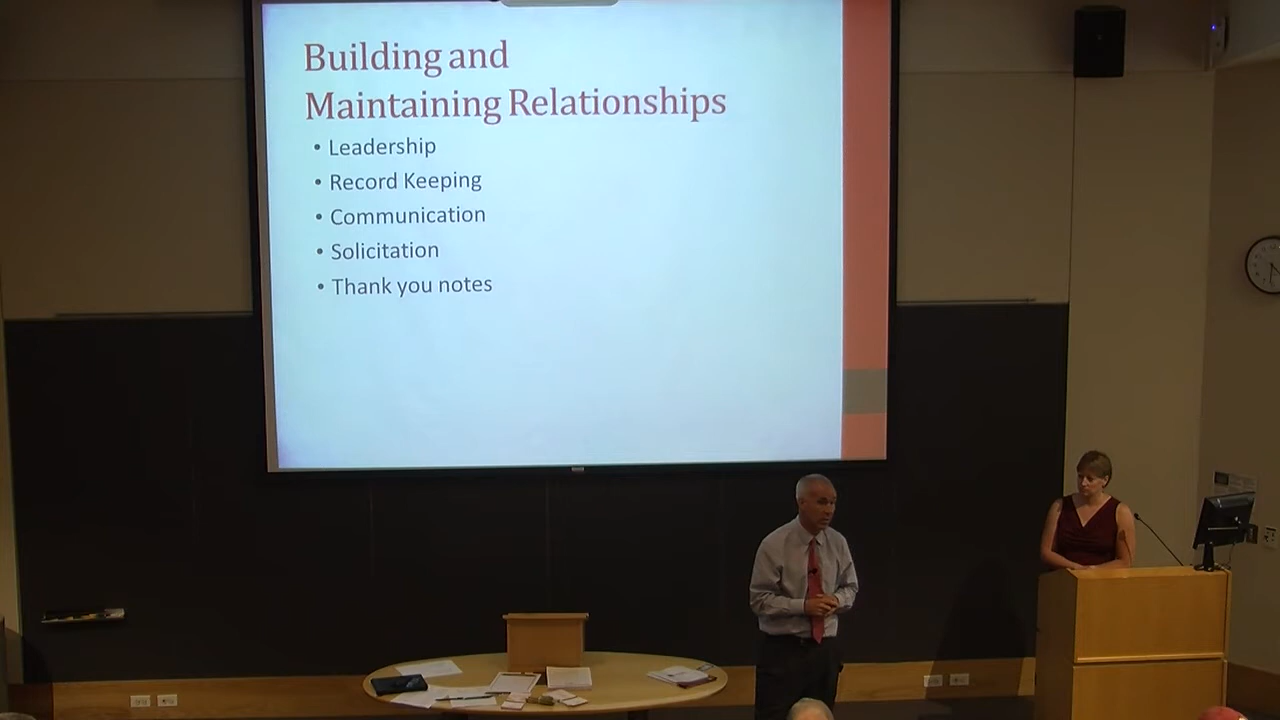 Building and
Maintaining Relationships
• Leadership
• Record Keeping
• Communication
• Solicitation
• Thank you notes